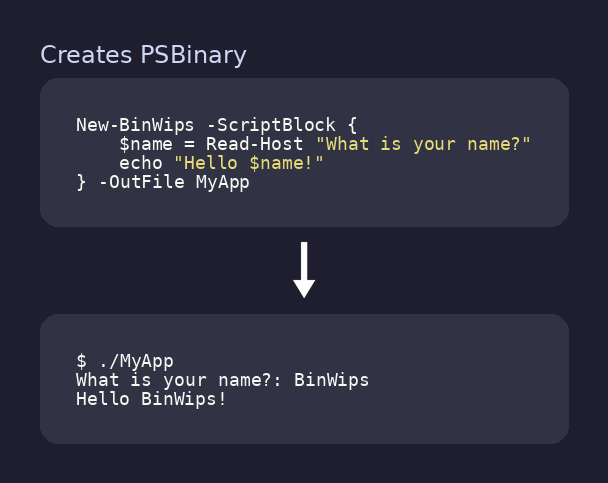 Creates PSBinary
New-BinWips -ScriptBlock {
    $name = Read-Host "What is your name?"
    echo "Hello $name!"
} -OutFile MyApp
$ ./MyApp
What is your name?: BinWips
Hello BinWips!